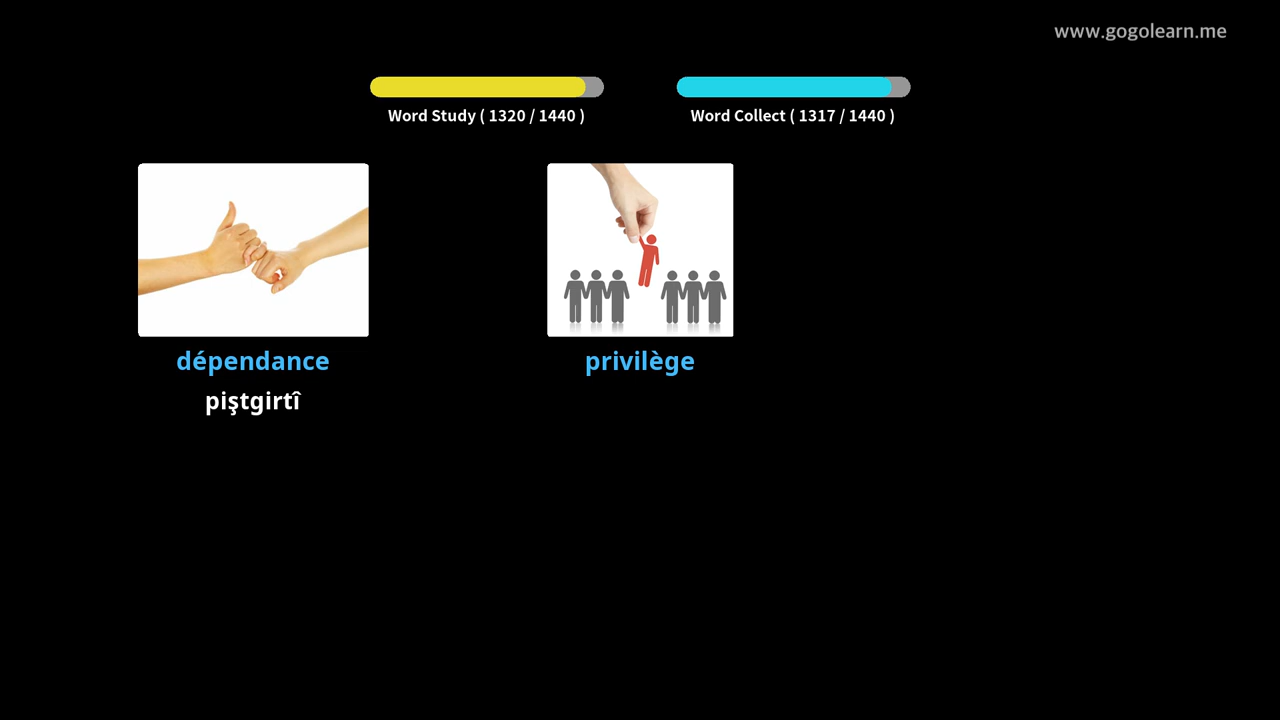 www.gogolearn.me
Word Study ( 1320 / 1440 )
Word Collect ( 1317 / 1440 )
dépendance
piştgirtî
privilège